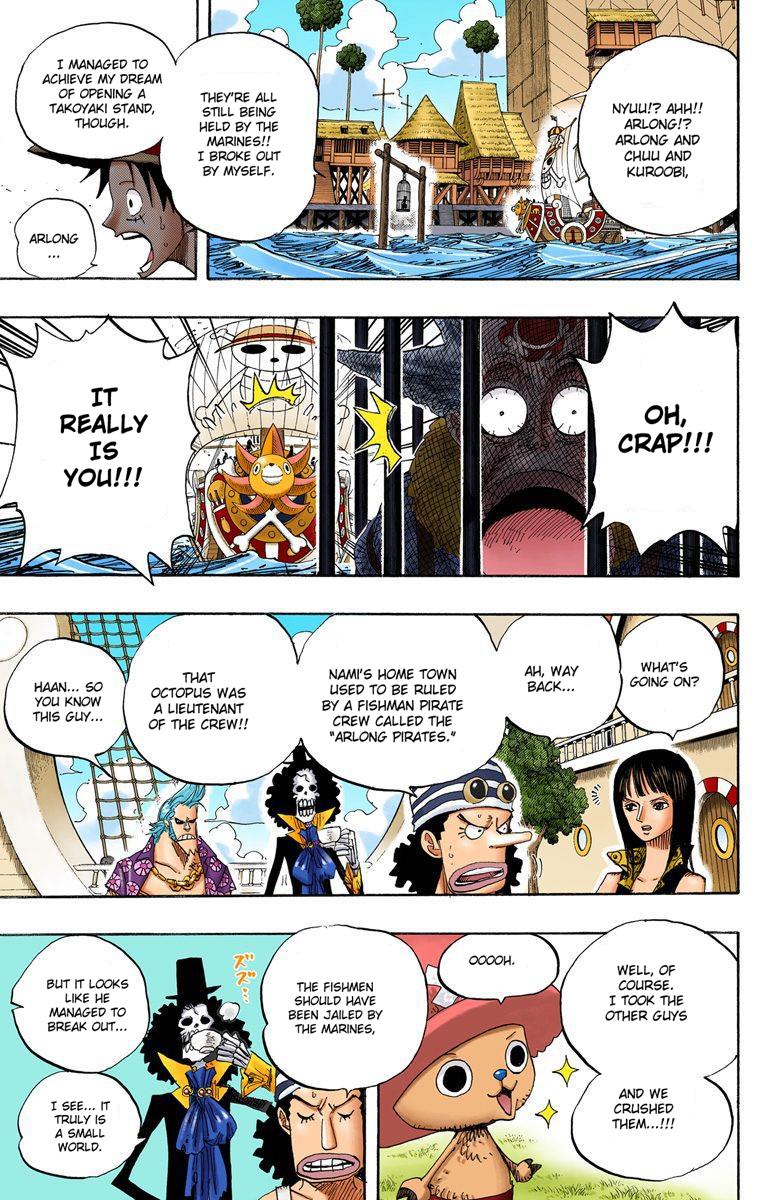 NYUU!? AHH!!
ARLONG!?
ARLONG AND
CHUU AND
KUROOBI,
THEY'RE ALL
STILL BEING
HELD BY THE
MARINES!!
I BROKE OUT
BY MYSELF.
I MANAGED TO
ACHIEVE MY DREAM
OF OPENING A
TAKOYAKI STAND,
THOUGH.
ARLONG
...
OH,
CRAP!!!
IT
REALLY
IS
YOU!!!
WHAT'S
GOING ON?
AH, WAY
BACK...
NAMI'S HOME TOWN
USED TO BE RULED
BY A FISHMAN PIRATE
CREW CALLED THE
"ARLONG PIRATES."
THAT
OCTOPUS WAS
A LIEUTENANT
OF THE CREW!!
HAAN... SO
YOU KNOW
THIS GUY...
WELL, OF
COURSE.
I TOOK THE
OTHER GUYS
AND WE
CRUSHED
THEM...!!!
OOOOH.
THE FISHMEN
SHOULD HAVE
BEEN JAILED BY
THE MARINES,
ズズ…
BUT IT LOOKS
LIKE HE
MANAGED TO
BREAK OUT...
I SEE... IT
TRULY IS
A SMALL
WORLD.